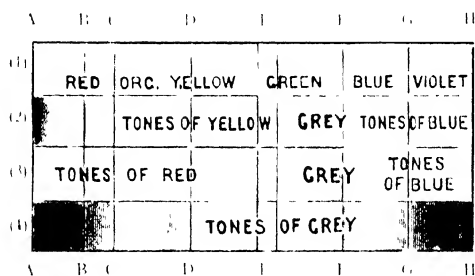 A B C D E F G H
(1) RED ORG. YELLOW GREEN BLUE VIOLET
(2) TONES OF YELLOW GREY TONES OF BLUE
(3) TONES OF RED GREY TONES OF BLUE
(4) TONES OF GREY
A B C D E F G H